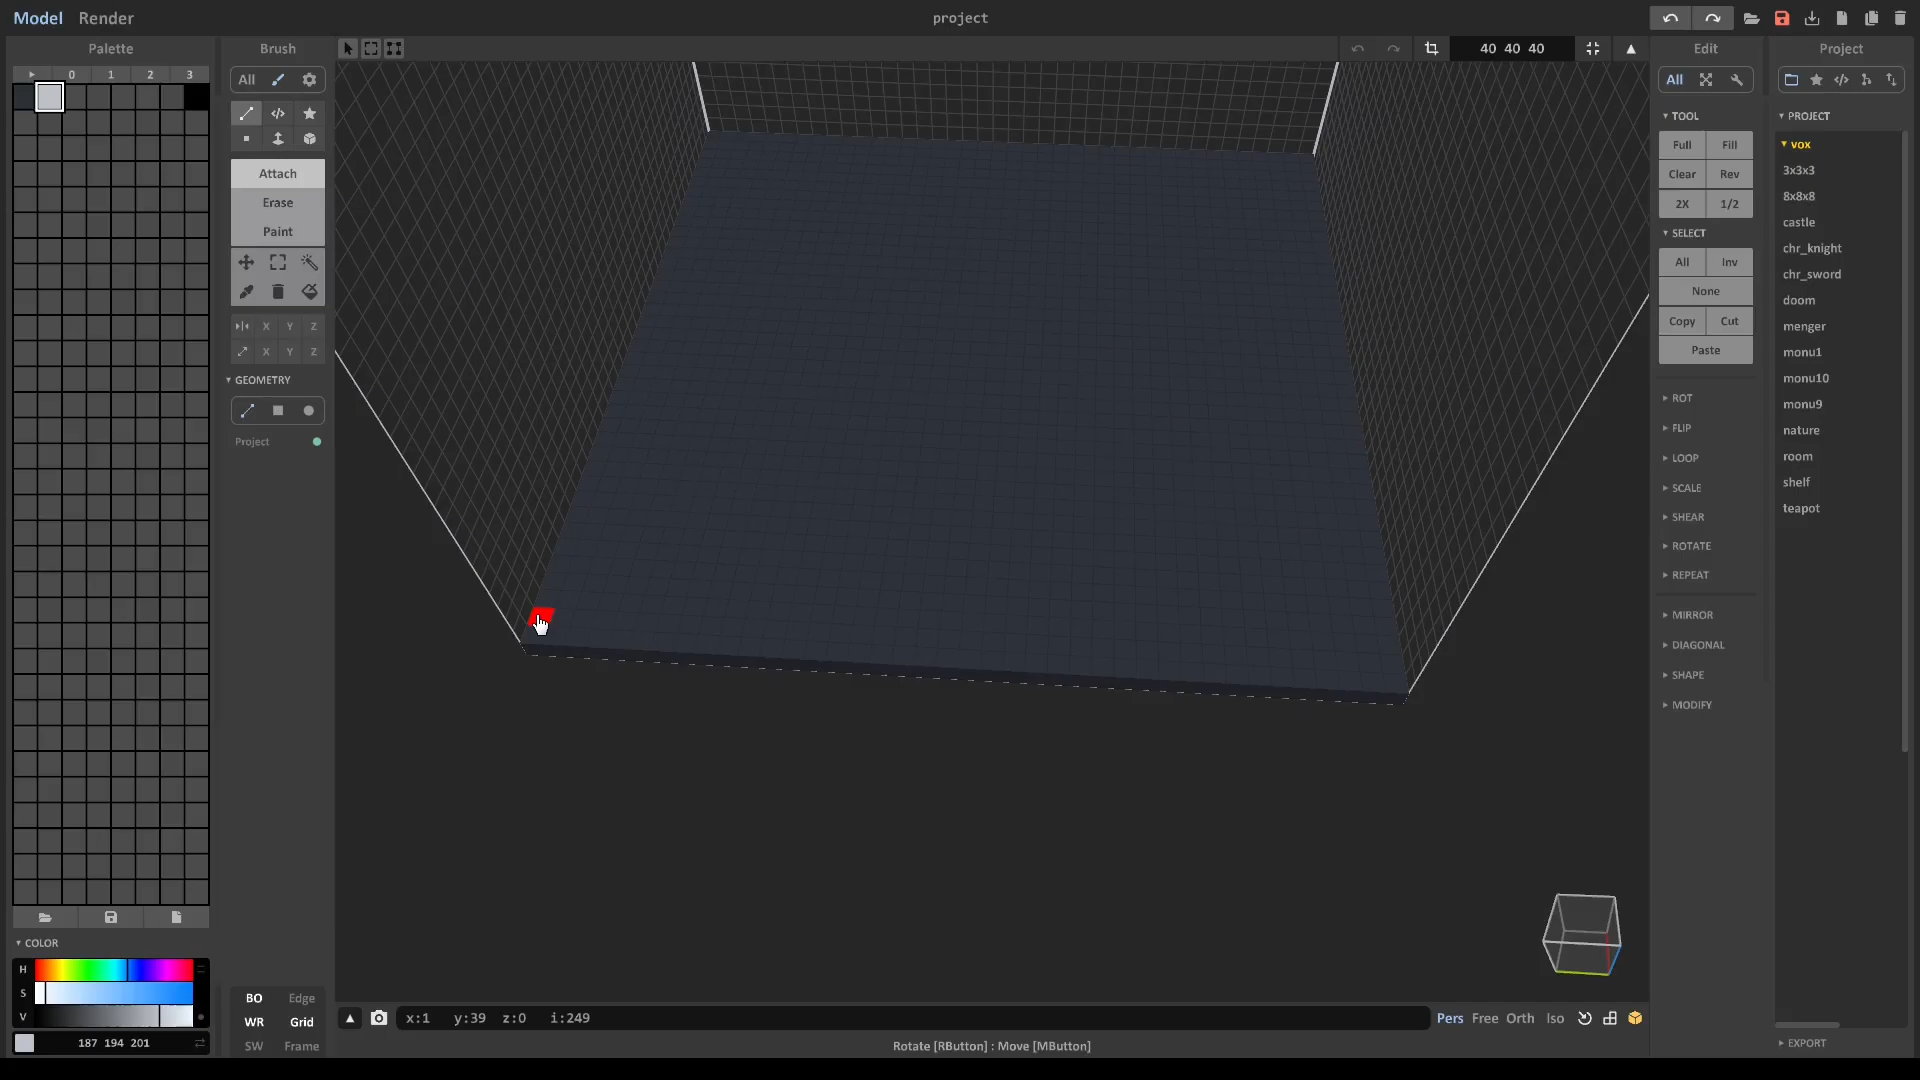 Model Render
project
Palette
0 1 2 3
COLOR
H
S
V
187 194 201
Brush
All
Attach
Erase
Paint
X Y Z
X Y Z
GEOMETRY
Project
BO Edge
WR Grid
SW Frame
40 40 40
x:1 y:39 z:0 i:249
Pers Free Orth Iso
Rotate [RButton] : Move [MButton]
Edit
All
TOOL
Full Fill
Clear Rev
2X 1/2
SELECT
All Inv
None
Copy Cut
Paste
ROT
FLIP
LOOP
SCALE
SHEAR
ROTATE
REPEAT
MIRROR
DIAGONAL
SHAPE
MODIFY
Project
PROJECT
vox
3x3x3
8x8x8
castle
chr_knight
chr_sword
doom
menger
monu1
monu10
monu9
nature
room
shelf
teapot
EXPORT